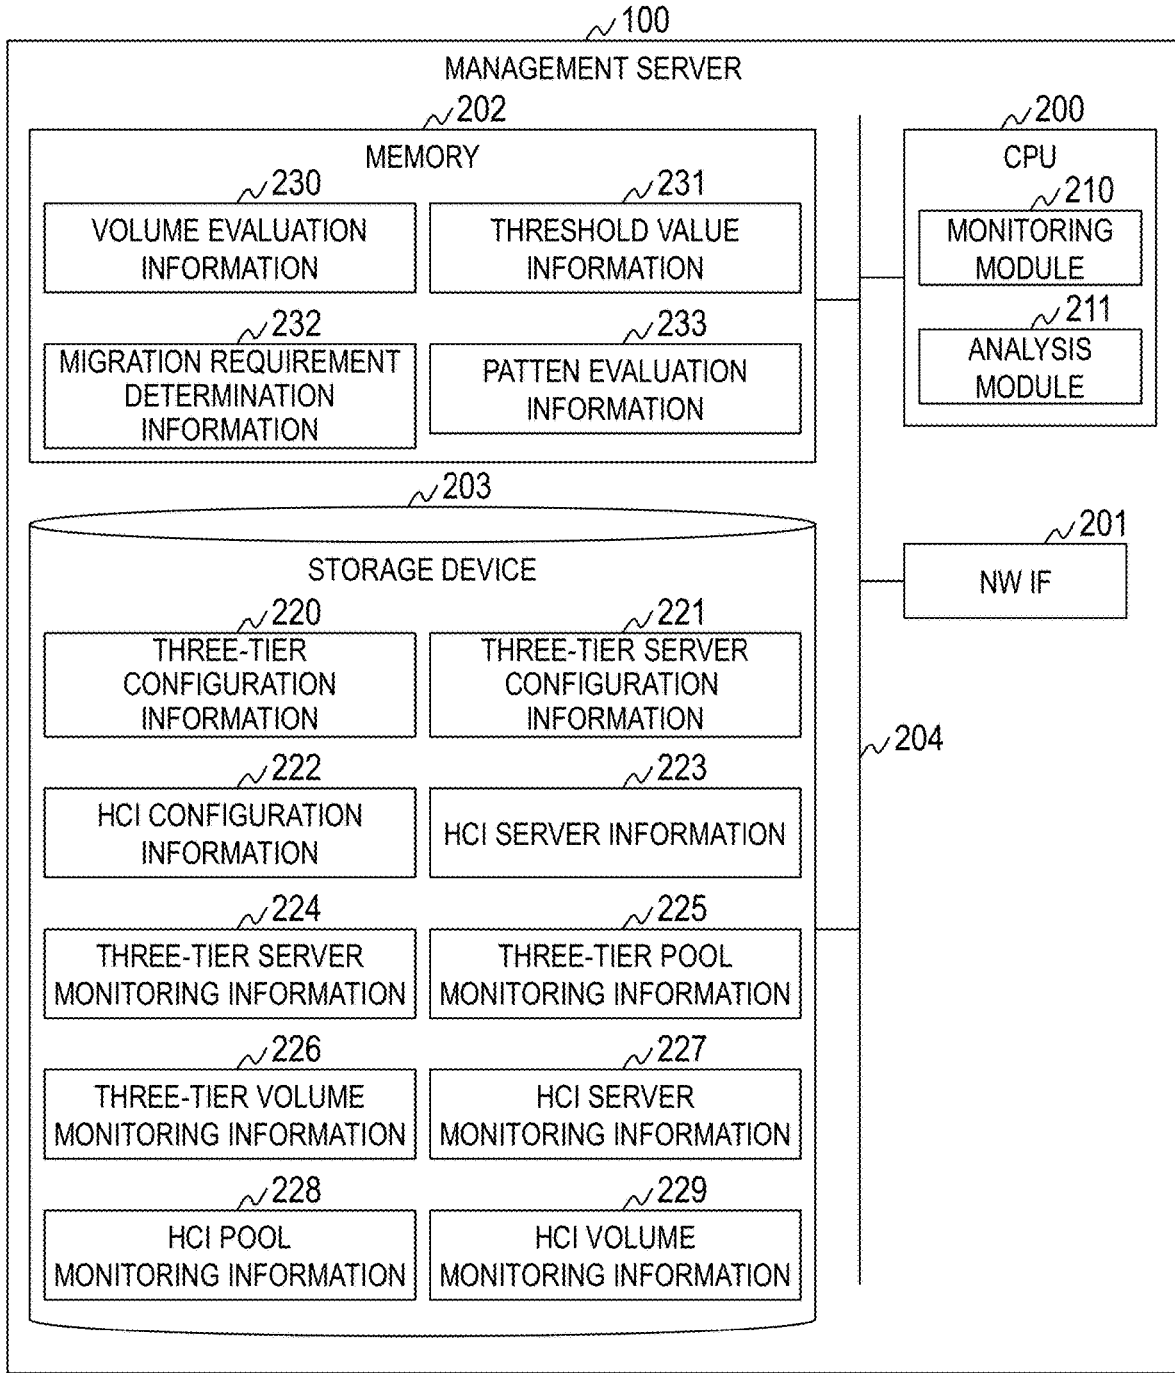 100
MANAGEMENT SERVER
202
MEMORY
230
VOLUME EVALUATION
INFORMATION
231
THRESHOLD VALUE
INFORMATION
232
MIGRATION REQUIREMENT
DETERMINATION
INFORMATION
233
PATTEN EVALUATION
INFORMATION
200
CPU
210
MONITORING
MODULE
211
ANALYSIS
MODULE
203
STORAGE DEVICE
220
THREE-TIER
CONFIGURATION
INFORMATION
221
THREE-TIER SERVER
CONFIGURATION
INFORMATION
222
HCI CONFIGURATION
INFORMATION
223
HCI SERVER INFORMATION
224
THREE-TIER SERVER
MONITORING INFORMATION
225
THREE-TIER POOL
MONITORING INFORMATION
226
THREE-TIER VOLUME
MONITORING INFORMATION
227
HCI SERVER
MONITORING INFORMATION
228
HCI POOL
MONITORING INFORMATION
229
HCI VOLUME
MONITORING INFORMATION
201
NW IF
204